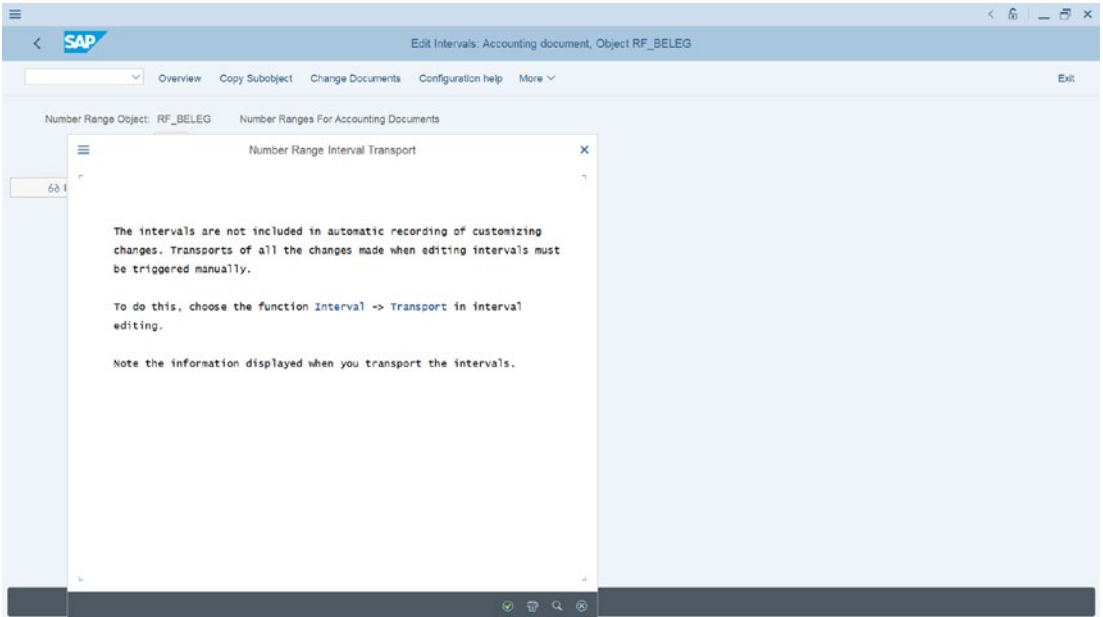 SAP
Edit Intervals: Accounting document, Object RF_BELEG
Overview Copy Subobject Change Documents Configuration help More Exit
Number Range Object: RF_BELEG Number Ranges For Accounting Documents
Number Range Interval Transport
The intervals are not included in automatic recording of customizing
changes. Transports of all the changes made when editing intervals must
be triggered manually.
To do this, choose the function Interval -> Transport in interval
editing.
Note the information displayed when you transport the intervals.